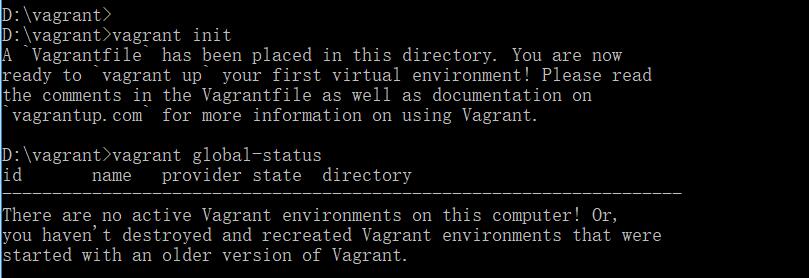 D:\vagrant>
D:\vagrant>vagrant init
A `Vagrantfile` has been placed in this directory. You are now
ready to `vagrant up` your first virtual environment! Please read
the comments in the Vagrantfile as well as documentation on
`vagrantup.com` for more information on using Vagrant.
D:\vagrant>vagrant global-status
id       name   provider state  directory
--------------------------------------------------------------------
There are no active Vagrant environments on this computer! Or,
you haven't destroyed and recreated Vagrant environments that were
started with an older version of Vagrant.